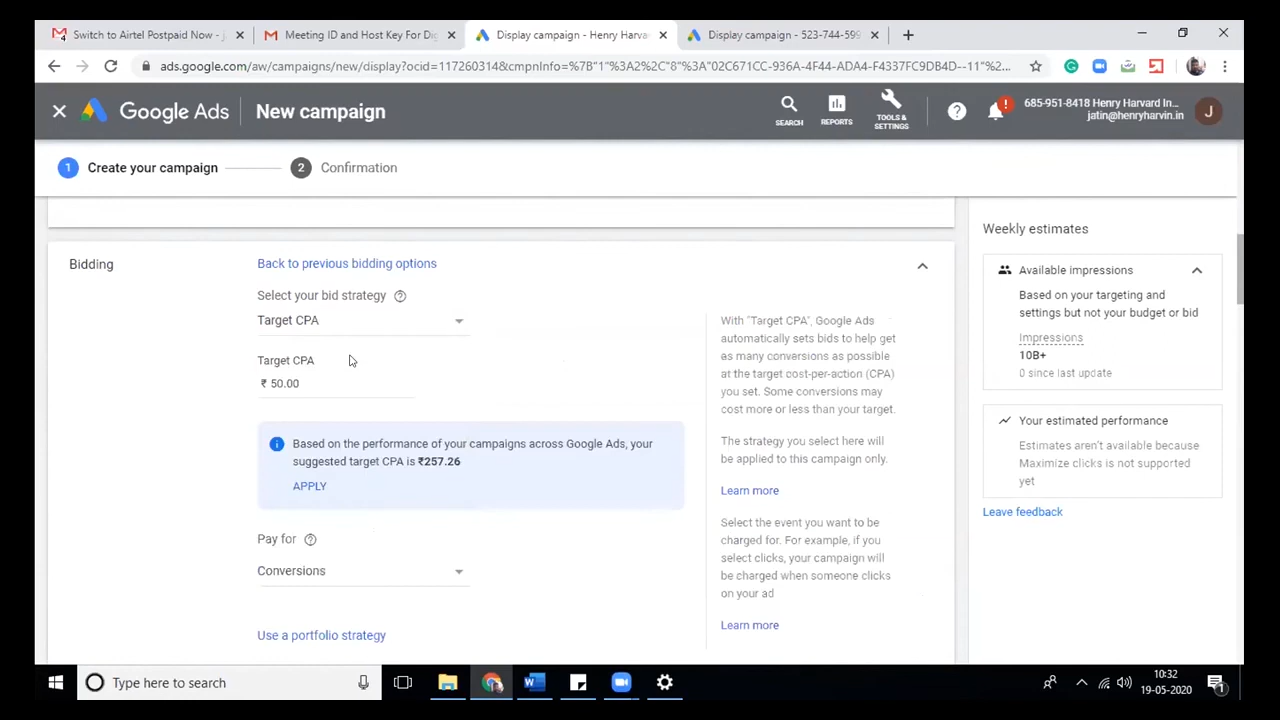 Switch to Airtel Postpaid Now - j
Meeting ID and Host Key For Dig
Display campaign - Henry Harva
Display campaign - 523-744-599
ads.google.com/aw/campaigns/new/display?ocid=117260314&cmpnInfo=%7B"1"%3A2%2C"8"%3A"02C671CC-936A-4F44-ADA4-F4337FC9DB4D--11"%2...
Google Ads
New campaign
SEARCH
REPORTS
TOOLS &
SETTINGS
?
!
685-951-8418 Henry Harvard In...
jatin@henryharvin.in
J
1 Create your campaign
2 Confirmation
Bidding
Back to previous bidding options
Select your bid strategy ?
Target CPA
Target CPA
₹ 50.00
Based on the performance of your campaigns across Google Ads, your
suggested target CPA is ₹257.26
APPLY
Pay for ?
Conversions
Use a portfolio strategy
With "Target CPA", Google Ads
automatically sets bids to help get
as many conversions as possible
at the target cost-per-action (CPA)
you set. Some conversions may
cost more or less than your target.
The strategy you select here will
be applied to this campaign only.
Learn more
Select the event you want to be
charged for. For example, if you
select clicks, your campaign will
be charged when someone clicks
on your ad
Learn more
Weekly estimates
Available impressions
Based on your targeting and
settings but not your budget or bid
Impressions
10B+
0 since last update
Your estimated performance
Estimates aren't available because
Maximize clicks is not supported
yet
Leave feedback
Type here to search
10:32
19-05-2020